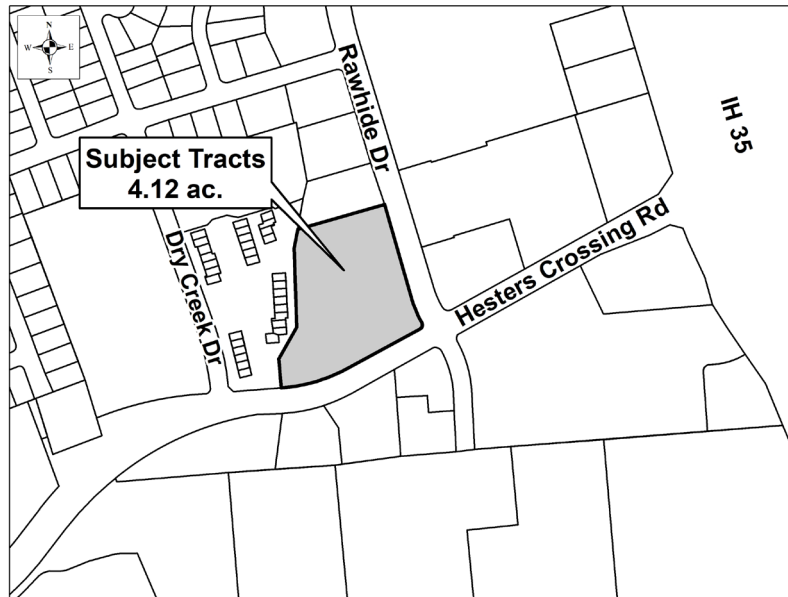 N
W E
S
Rawhide Dr
IH 35
Subject Tracts
4.12 ac.
Dry Creek Dr
Hesters Crossing Rd